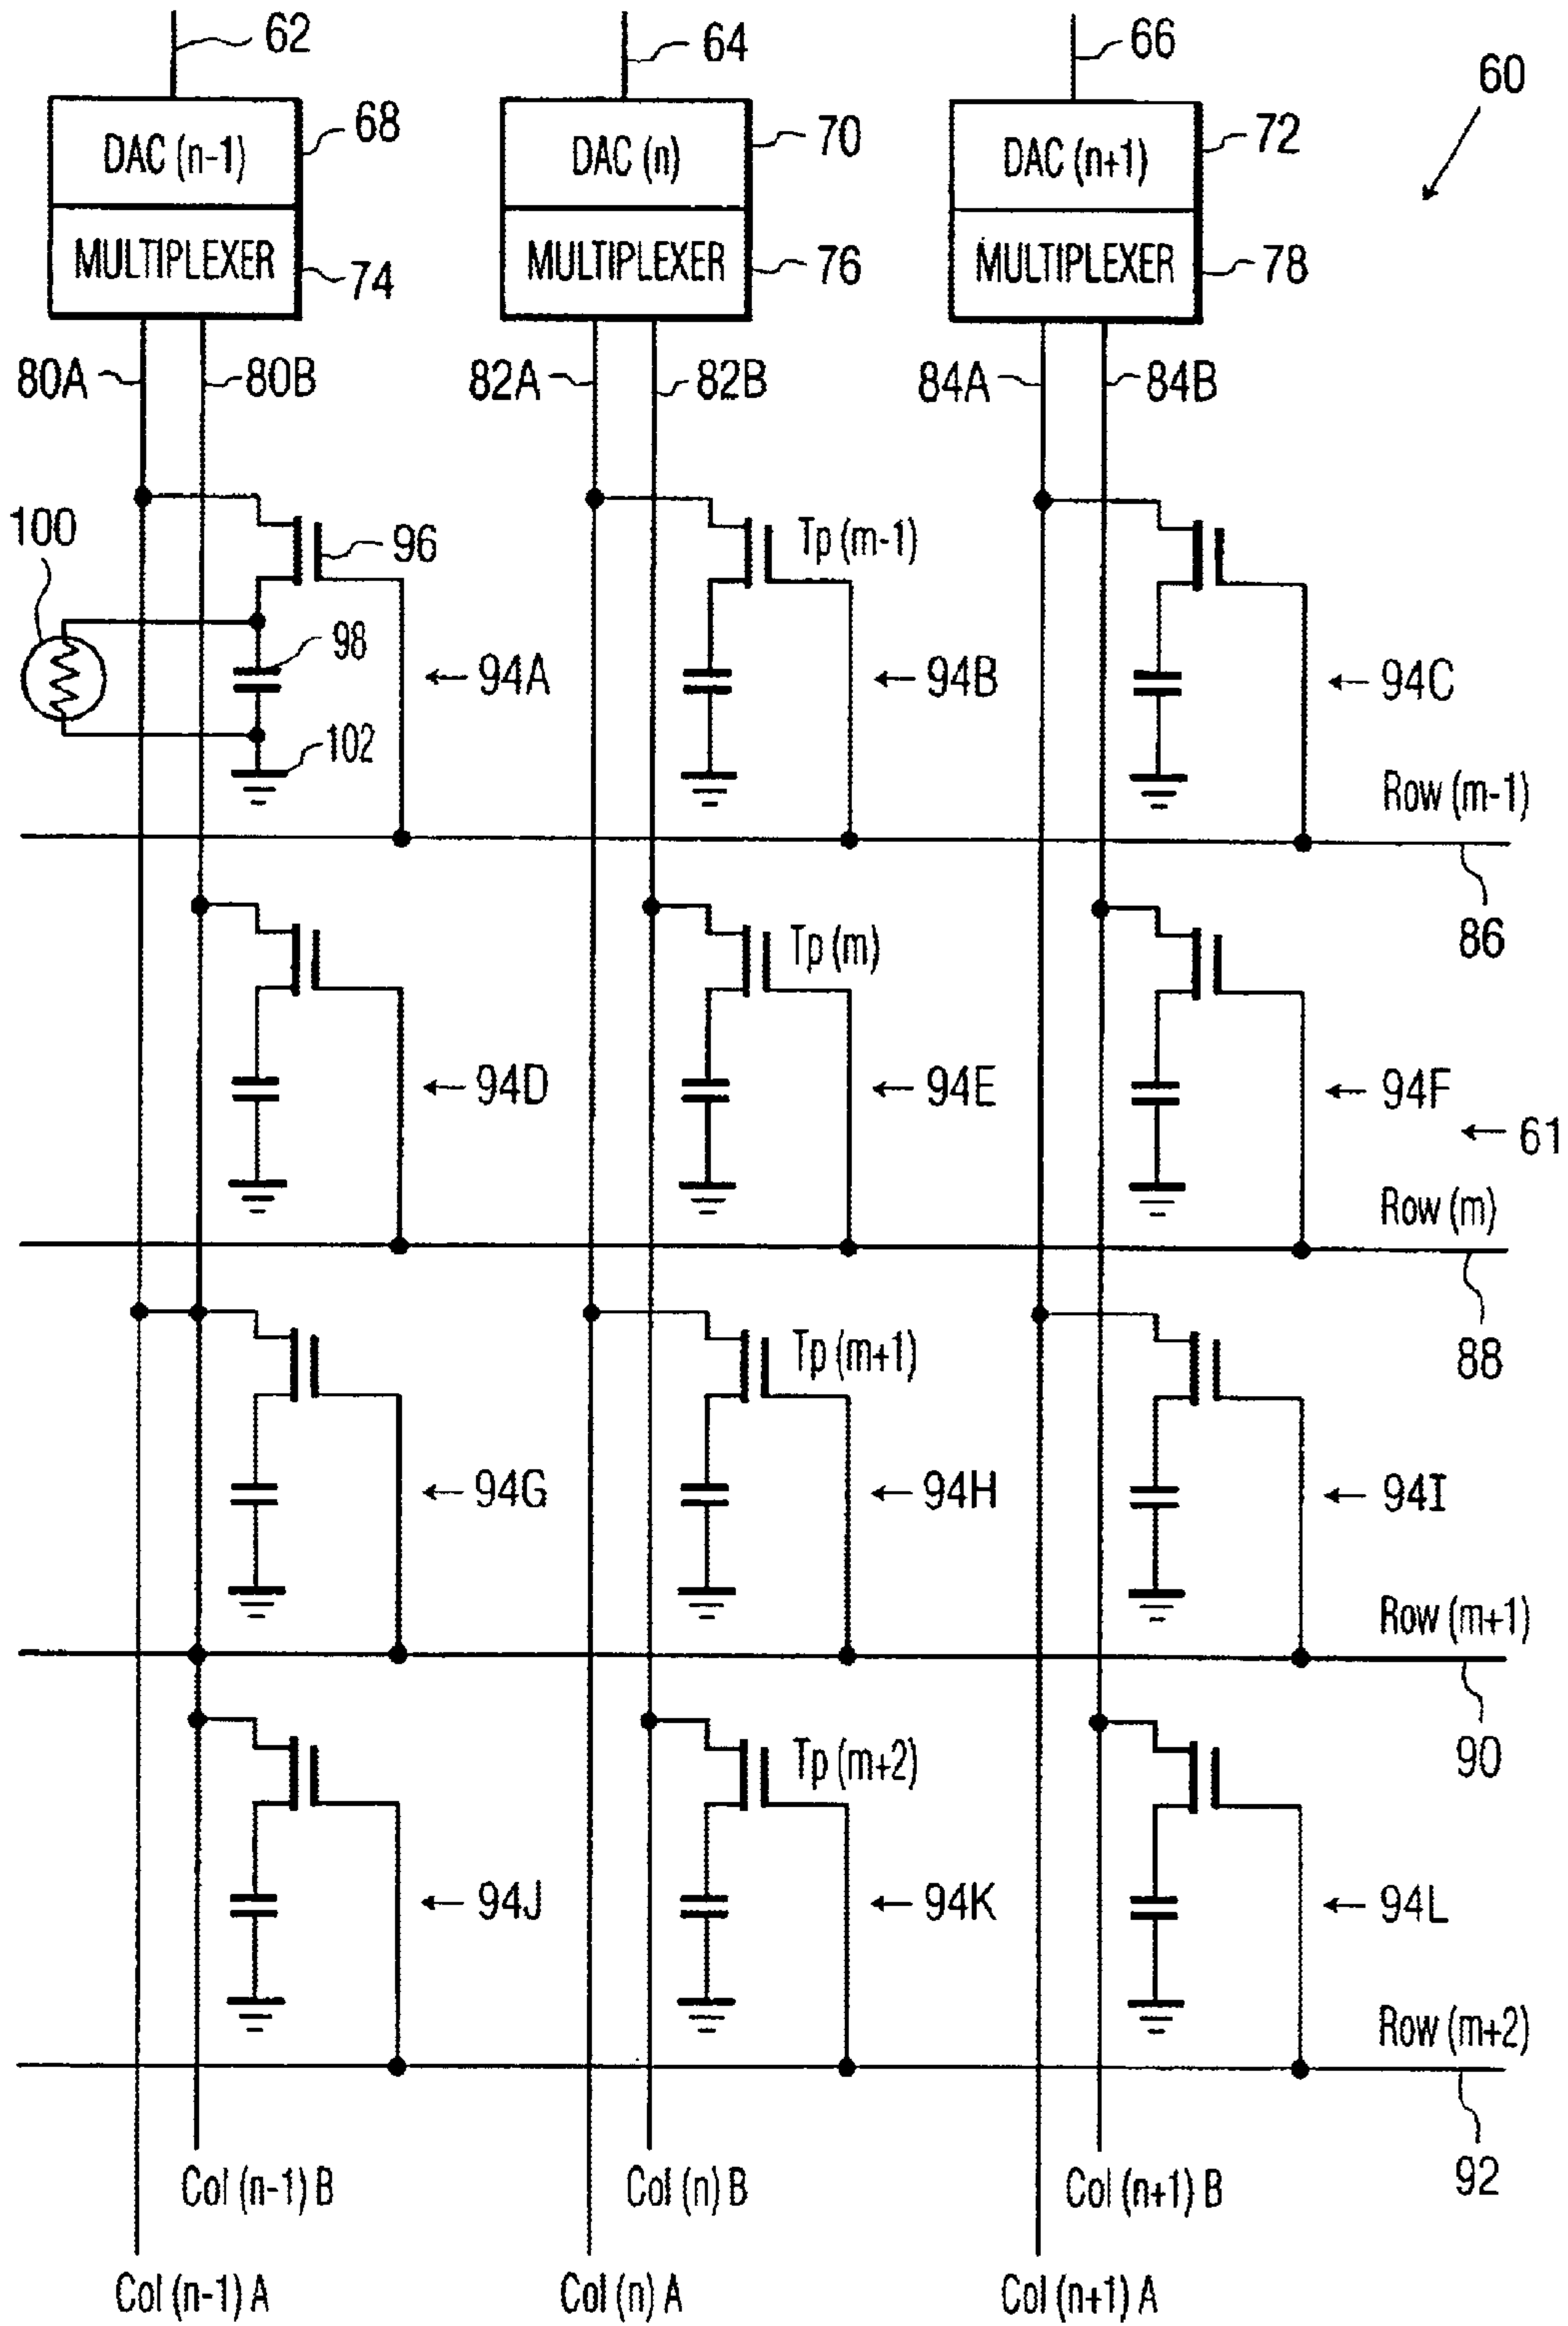 62
64
66
60
DAC (n-1)
68
DAC (n)
70
DAC (n+1)
72
MULTIPLEXER
74
MULTIPLEXER
76
MULTIPLEXER
78
80A
80B
82A
82B
84A
84B
100
96
Tp (m-1)
98
94A
94B
94C
102
Row (m-1)
86
Tp (m)
94D
94E
94F
61
Row (m)
88
Tp (m+1)
94G
94H
94I
Row (m+1)
90
Tp (m+2)
94J
94K
94L
Row (m+2)
92
Col (n-1) B
Col (n) B
Col (n+1) B
Col (n-1) A
Col (n) A
Col (n+1) A